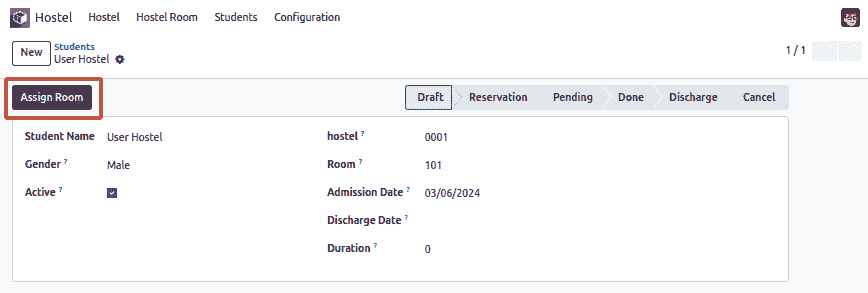 Hostel Hostel Hostel Room Students Configuration
New Students
User Hostel 1 / 1
Assign Room Draft Reservation Pending Done Discharge Cancel
Student Name User Hostel hostel ? 0001
Gender ? Male Room ? 101
Active ? Admission Date ? 03/06/2024
Discharge Date ?
Duration ? 0